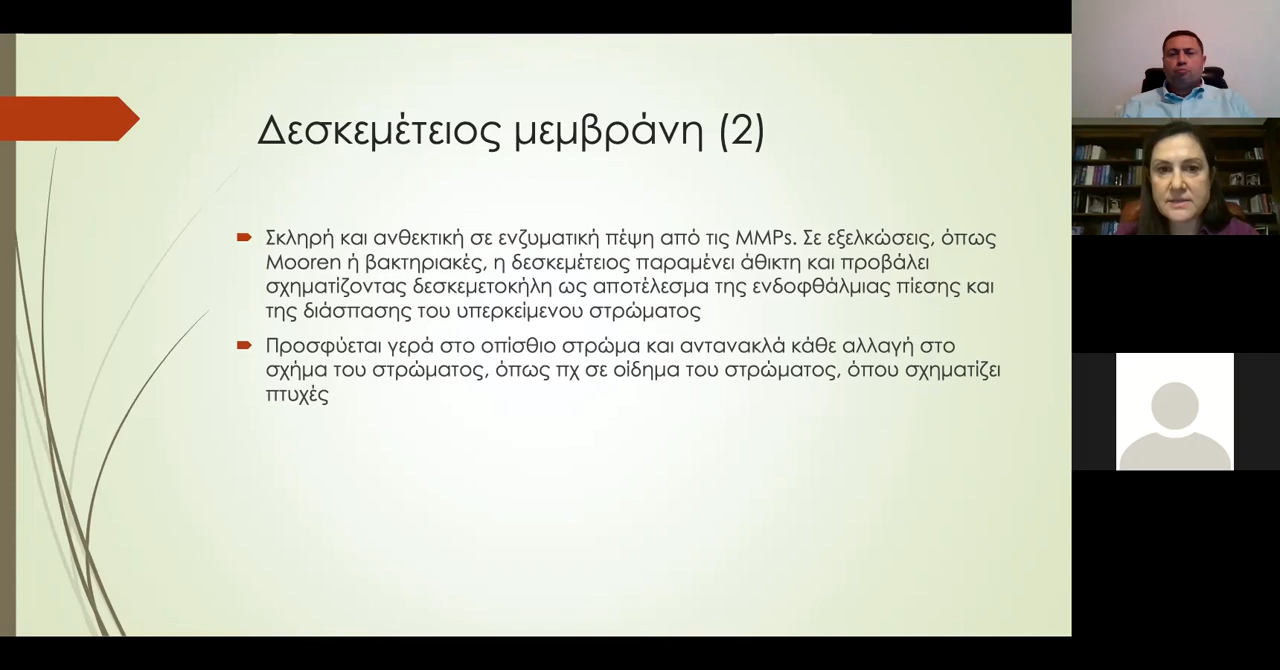 Δεσκεμέτειος μεμβράνη (2)
Σκληρή και ανθεκτική σε ενζυματική πέψη από τις MMPs. Σε εξελκώσεις, όπως
Mooren ή βακτηριακές, η δεσκεμέτειος παραμένει άθικτη και προβάλει
σχηματίζοντας δεσκεμετοκήλη ως αποτέλεσμα της ενδοφθάλμιας πίεσης και
της διάσπασης του υπερκείμενου στρώματος
Προσφύεται γερά στο οπίσθιο στρώμα και αντανακλά κάθε αλλαγή στο
σχήμα του στρώματος, όπως πχ σε οίδημα του στρώματος, όπου σχηματίζει
πτυχές